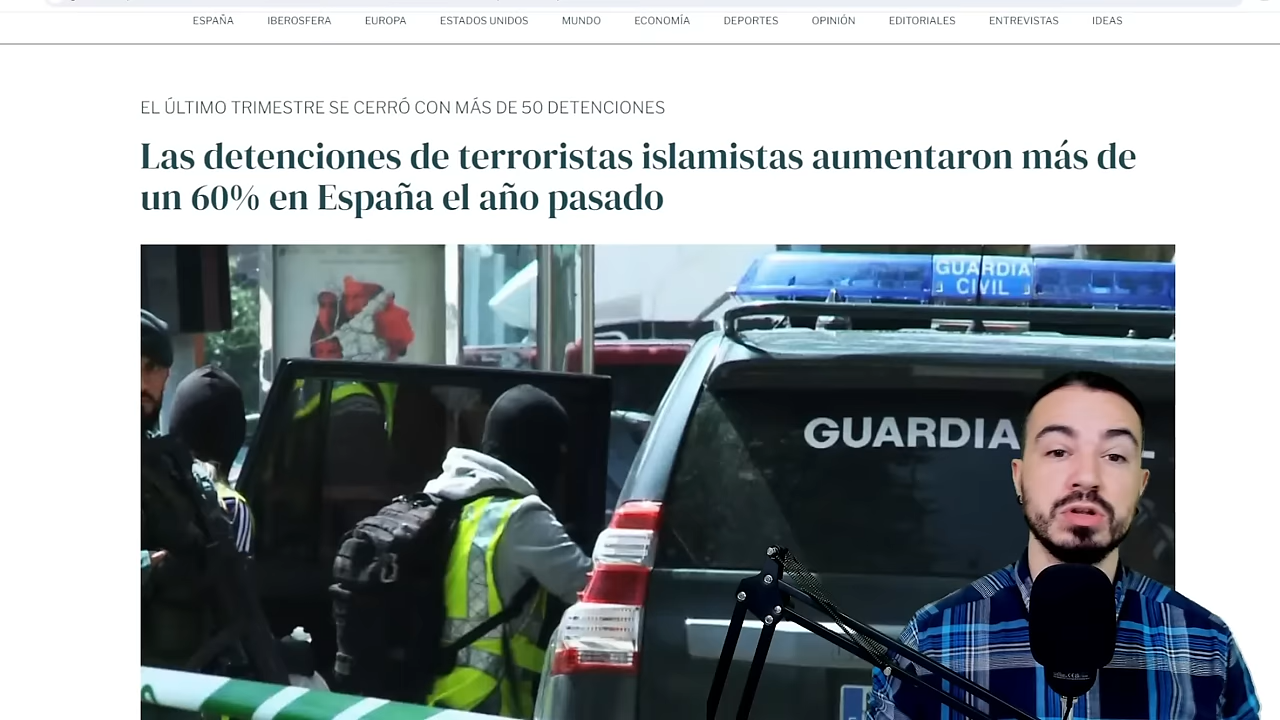 ESPAÑA IBEROSFERA EUROPA ESTADOS UNIDOS MUNDO ECONOMÍA DEPORTES OPINIÓN EDITORIALES ENTREVISTAS IDEAS
EL ÚLTIMO TRIMESTRE SE CERRÓ CON MÁS DE 50 DETENCIONES
Las detenciones de terroristas islamistas aumentaron más de
un 60% en España el año pasado
GUARDIA
CIVIL
GUARDIA